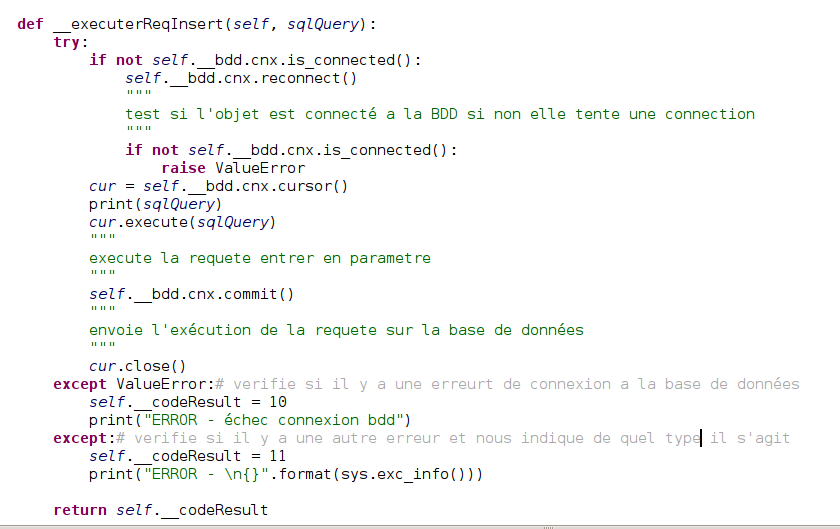 def __executerReqInsert(self, sqlQuery):
    try:
        if not self.__bdd.cnx.is_connected():
            self.__bdd.cnx.reconnect()
            """
            test si l'objet est connecté a la BDD si non elle tente une connection
            """
            if not self.__bdd.cnx.is_connected():
                raise ValueError
        cur = self.__bdd.cnx.cursor()
        print(sqlQuery)
        cur.execute(sqlQuery)
        """
        execute la requete entrer en parametre
        """
        self.__bdd.cnx.commit()
        """
        envoie l'exécution de la requete sur la base de données
        """
        cur.close()
    except ValueError:# verifie si il y a une erreurt de connexion a la base de données
        self.__codeResult = 10
        print("ERROR - échec connexion bdd")
    except:# verifie si il y a une autre erreur et nous indique de quel type il s'agit
        self.__codeResult = 11
        print("ERROR - \n{}".format(sys.exc_info()))
    return self.__codeResult